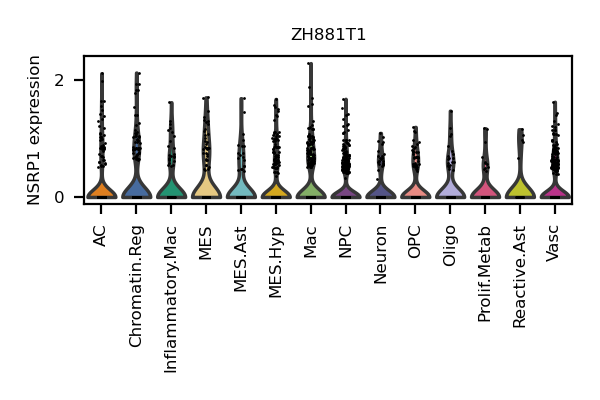 ZH881T1
NSRP1 expression
2
0
AC
Chromatin.Reg
Inflammatory.Mac
MES
MES.Ast
MES.Hyp
Mac
NPC
Neuron
OPC
Oligo
Prolif.Metab
Reactive.Ast
Vasc